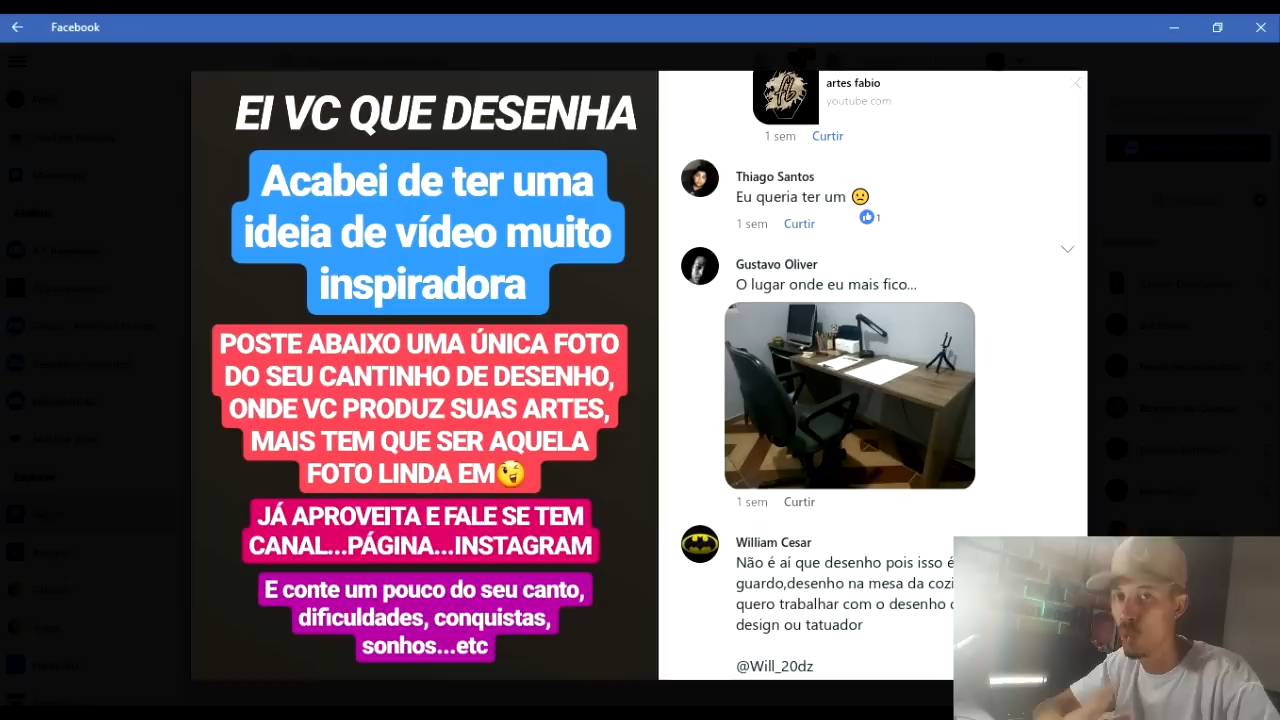 Facebook
EI VC QUE DESENHA
Acabei de ter uma
ideia de vídeo muito
inspiradora
POSTE ABAIXO UMA ÚNICA FOTO
DO SEU CANTINHO DE DESENHO,
ONDE VC PRODUZ SUAS ARTES,
MAIS TEM QUE SER AQUELA
FOTO LINDA EM😉
JÁ APROVEITA E FALE SE TEM
CANAL...PÁGINA...INSTAGRAM
E conte um pouco do seu canto,
dificuldades, conquistas,
sonhos...etc
artes fabio
youtube.com
1 sem Curtir
Thiago Santos
Eu queria ter um 😕
1 sem Curtir 1
Gustavo Oliver
O lugar onde eu mais fico...
1 sem Curtir
William Cesar
Não é aí que desenho pois isso é
guardo,desenho na mesa da cozi
quero trabalhar com o desenho
design ou tatuador
@Will_20dz